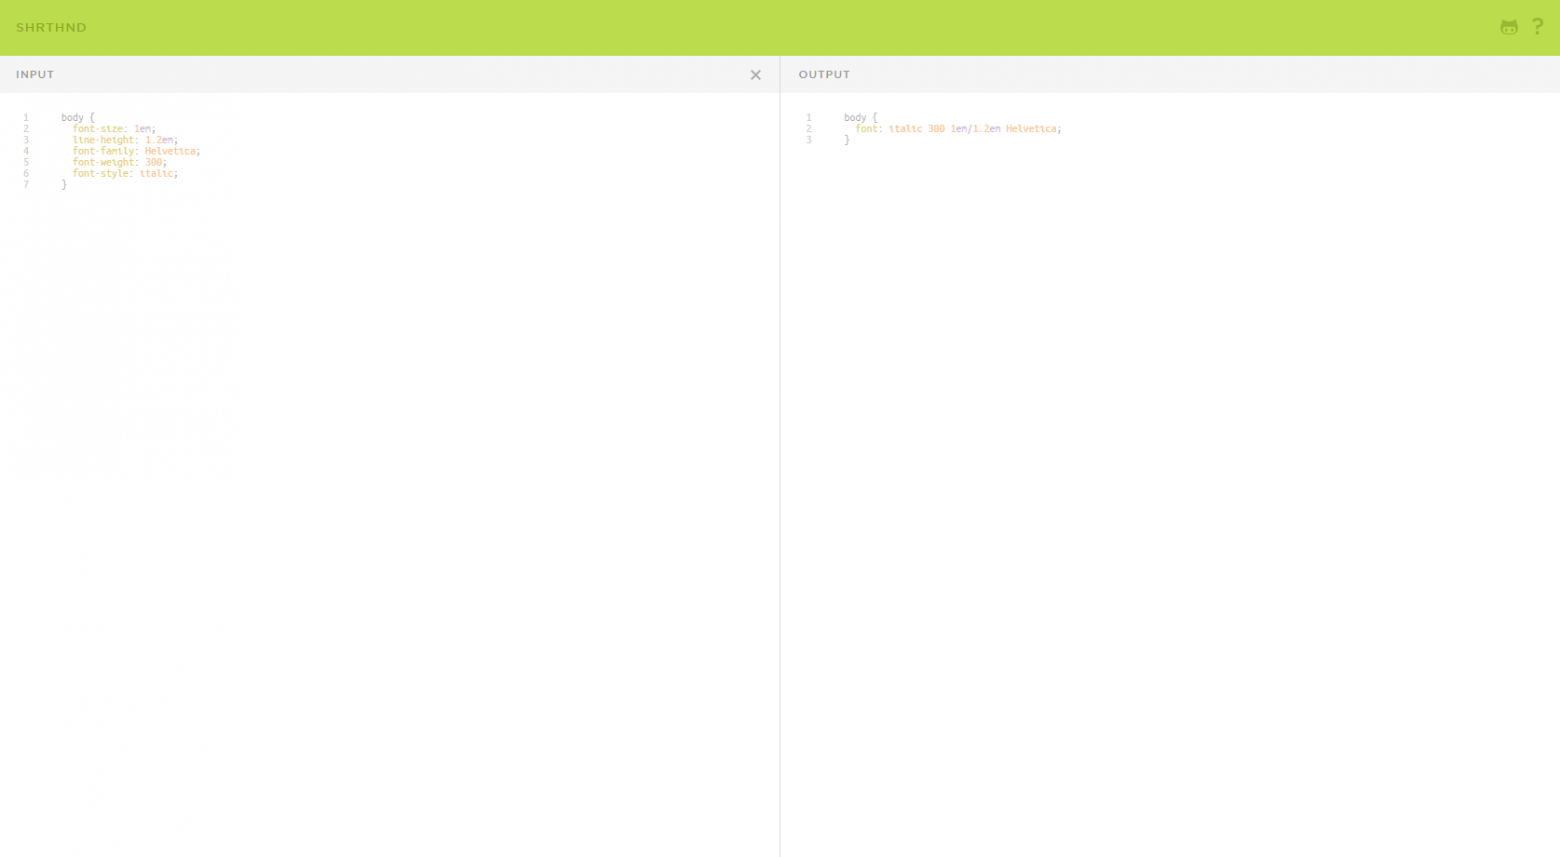 SHRTHND
?
INPUT
×
1 body {
2 font-size: 1em;
3 line-height: 1.2em;
4 font-family: Helvetica;
5 font-weight: 300;
6 font-style: italic;
7 }
OUTPUT
1 body {
2 font: italic 300 1em/1.2em Helvetica;
3 }